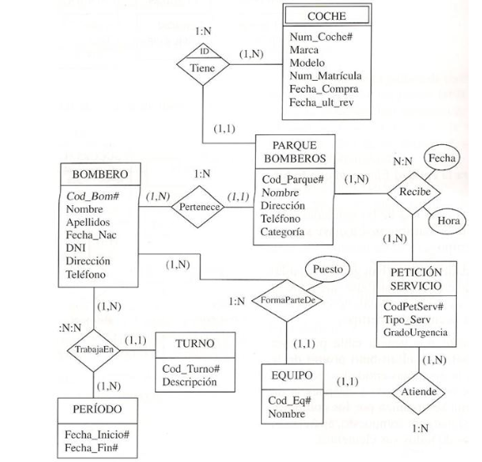 COCHE
Num_Coche#
Marca
Modelo
Num_Matrícula
Fecha_Compra
Fecha_ult_rev
1:N
ID
Tiene
(1,N)
(1,1)
PARQUE
BOMBEROS
Cod_Parque#
Nombre
Dirección
Teléfono
Categoría
BOMBERO
Cod_Bom#
Nombre
Apellidos
Fecha_Nac
DNI
Dirección
Teléfono
1:N
(1,N)
Pertenece
(1,1)
(1,N)
N:N
Fecha
Recibe
Hora
(1,N)
PETICIÓN
SERVICIO
CodPetServ#
Tipo_Serv
GradoUrgencia
(1,N)
Puesto
1:N
FormaParteDe
(1,1)
(1,N)
:N:N
TrabajaEn
(1,1)
TURNO
Cod_Turno#
Descripción
(1,N)
PERÍODO
Fecha_Inicio#
Fecha_Fin#
EQUIPO
Cod_Eq#
Nombre
(1,1)
(1,N)
Atiende
1:N